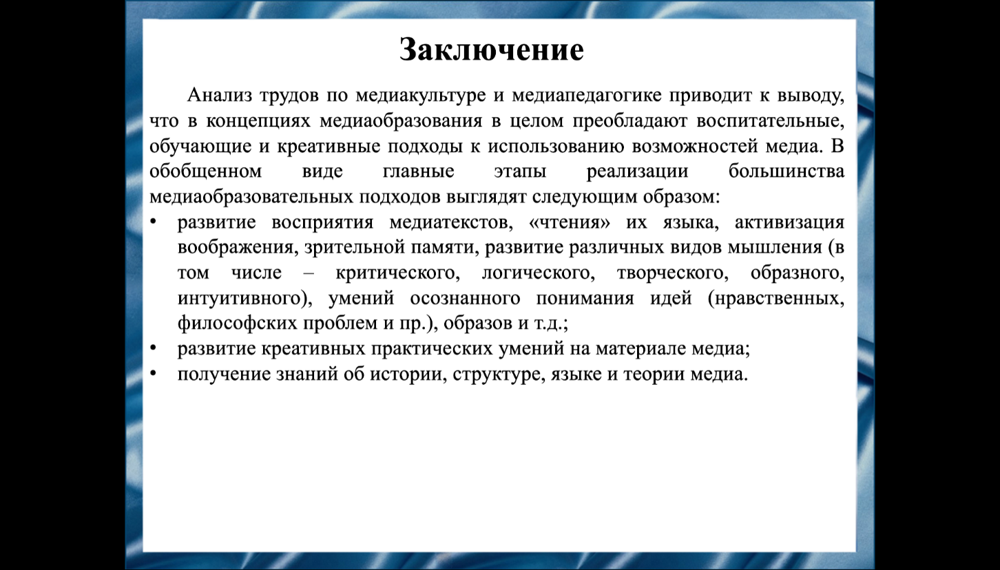 Заключение
Анализ трудов по медиакультуре и медиапедагогике приводит к выводу,
что в концепциях медиаобразования в целом преобладают воспитательные,
обучающие и креативные подходы к использованию возможностей медиа. В
обобщенном виде главные этапы реализации большинства
медиаобразовательных подходов выглядят следующим образом:
• развитие восприятия медиатекстов, «чтения» их языка, активизация
воображения, зрительной памяти, развитие различных видов мышления (в
том числе – критического, логического, творческого, образного,
интуитивного), умений осознанного понимания идей (нравственных,
философских проблем и пр.), образов и т.д.;
• развитие креативных практических умений на материале медиа;
• получение знаний об истории, структуре, языке и теории медиа.